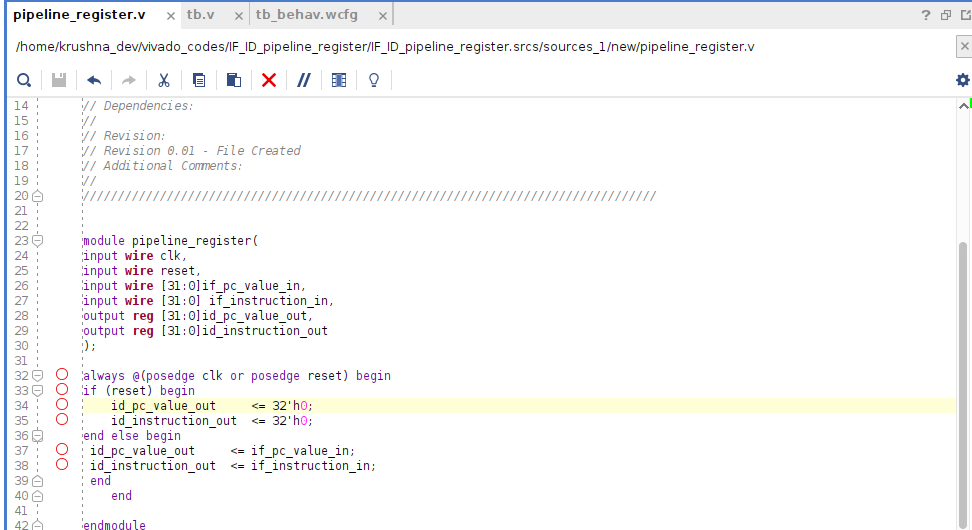 pipeline_register.v × tb.v × tb_behav.wcfg ×
?
/home/krushna_dev/vivado_codes/IF_ID_pipeline_register/IF_ID_pipeline_register.srcs/sources_1/new/pipeline_register.v
14 // Dependencies:
15 //
16 // Revision:
17 // Revision 0.01 - File Created
18 // Additional Comments:
19 //
20 //////////////////////////////////////////////////////////////////////////////////
21
22
23 module pipeline_register(
24 input wire clk,
25 input wire reset,
26 input wire [31:0]if_pc_value_in,
27 input wire [31:0] if_instruction_in,
28 output reg [31:0]id_pc_value_out,
29 output reg [31:0]id_instruction_out
30 );
31
32 always @(posedge clk or posedge reset) begin
33 if (reset) begin
34     id_pc_value_out     <= 32'h0;
35     id_instruction_out  <= 32'h0;
36 end else begin
37  id_pc_value_out     <= if_pc_value_in;
38  id_instruction_out  <= if_instruction_in;
39  end
40     end
41
42 endmodule